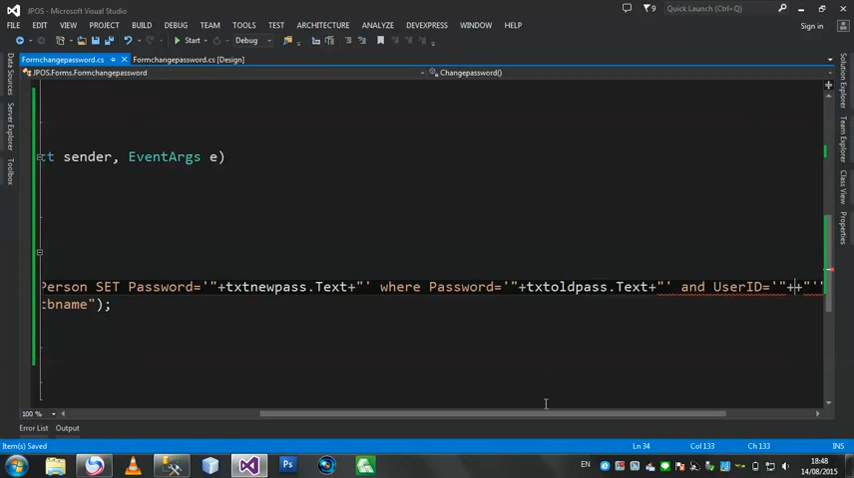 JPOS - Microsoft Visual Studio
9
Quick Launch (Ctrl+Q)
FILE EDIT VIEW PROJECT BUILD DEBUG TEAM TOOLS TEST ARCHITECTURE ANALYZE DEVEXPRESS WINDOW HELP
Sign in
Start
Debug
Formchangepassword.cs
Formchangepassword.cs [Design]
JPOS.Forms.Formchangepassword
Changepassword()
Data Sources
Server Explorer
Toolbox
Solution Explorer
Team Explorer
Class View
Properties
ct sender, EventArgs e)
Person SET Password='"+txtnewpass.Text+"' where Password='"+txtoldpass.Text+"' and UserID='"++"'"
cbname");
100 %
Error List Output
Item(s) Saved
Ln 34
Col 133
Ch 133
INS
Ps
EN
18:48
14/08/2015